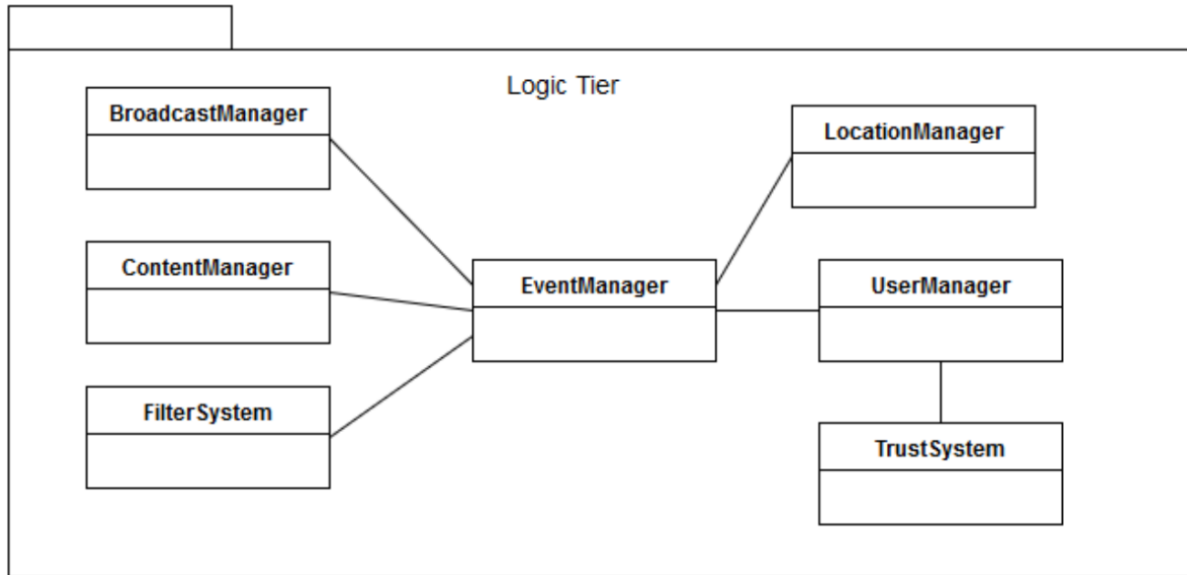 Logic Tier
BroadcastManager
LocationManager
ContentManager
EventManager
UserManager
FilterSystem
TrustSystem